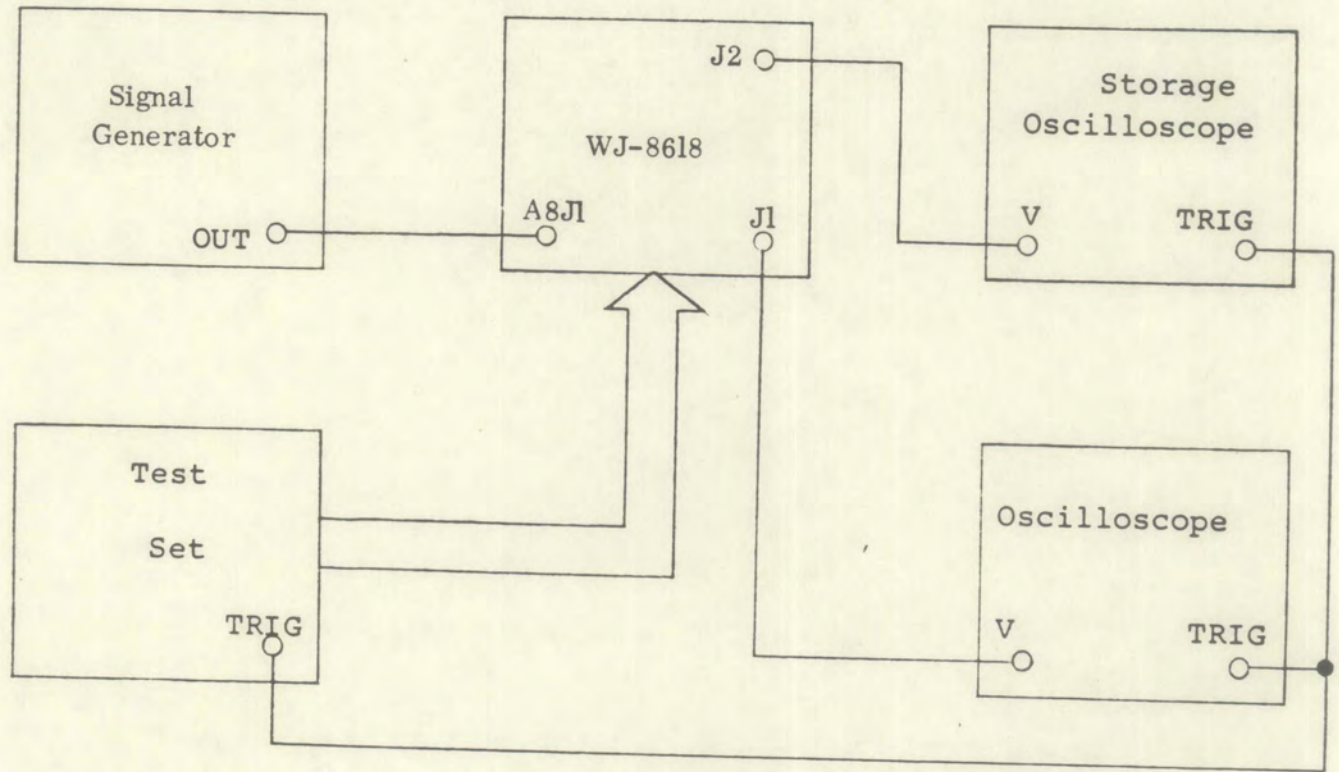 Signal
Generator
OUT
J2
WJ-8618
A8J1
J1
Storage
Oscilloscope
V
TRIG
Test
Set
TRIG
Oscilloscope
V
TRIG